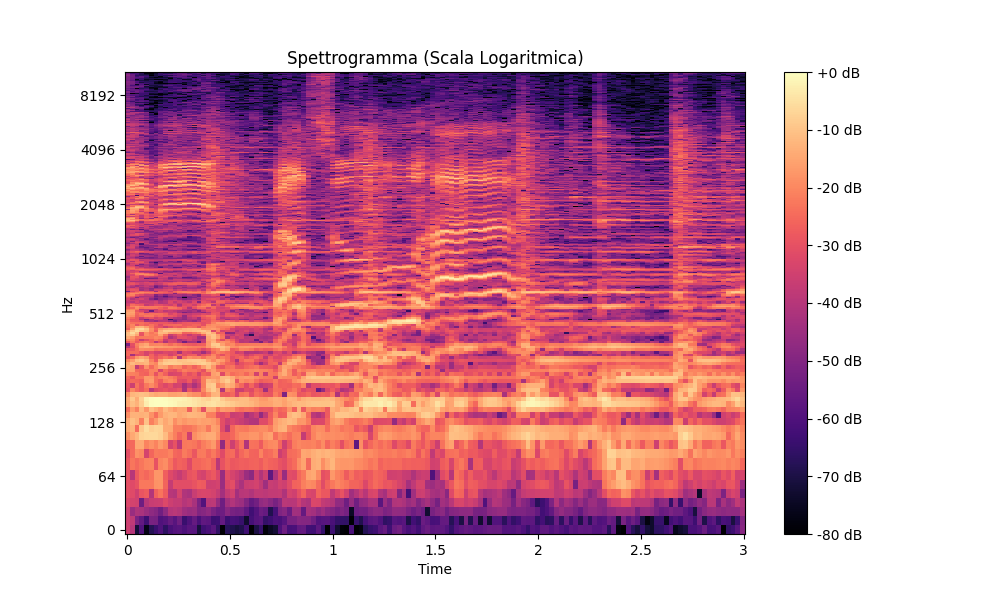 Spettrogramma (Scala Logaritmica)
Hz
8192
4096
2048
1024
512
256
128
64
0
0
0.5
1
1.5
2
2.5
3
Time
+0 dB
-10 dB
-20 dB
-30 dB
-40 dB
-50 dB
-60 dB
-70 dB
-80 dB